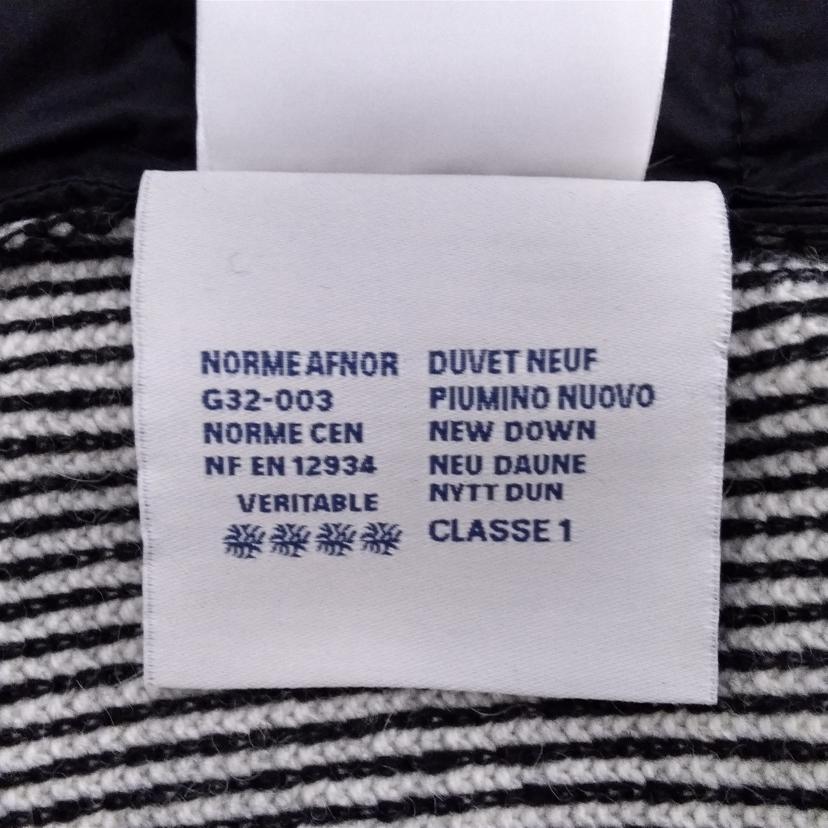 NORME AFNOR
G32-003
NORME CEN
NF EN 12934
VERITABLE
DUVET NEUF
PIUMINO NUOVO
NEW DOWN
NEU DAUNE
NYTT DUN
CLASSE 1